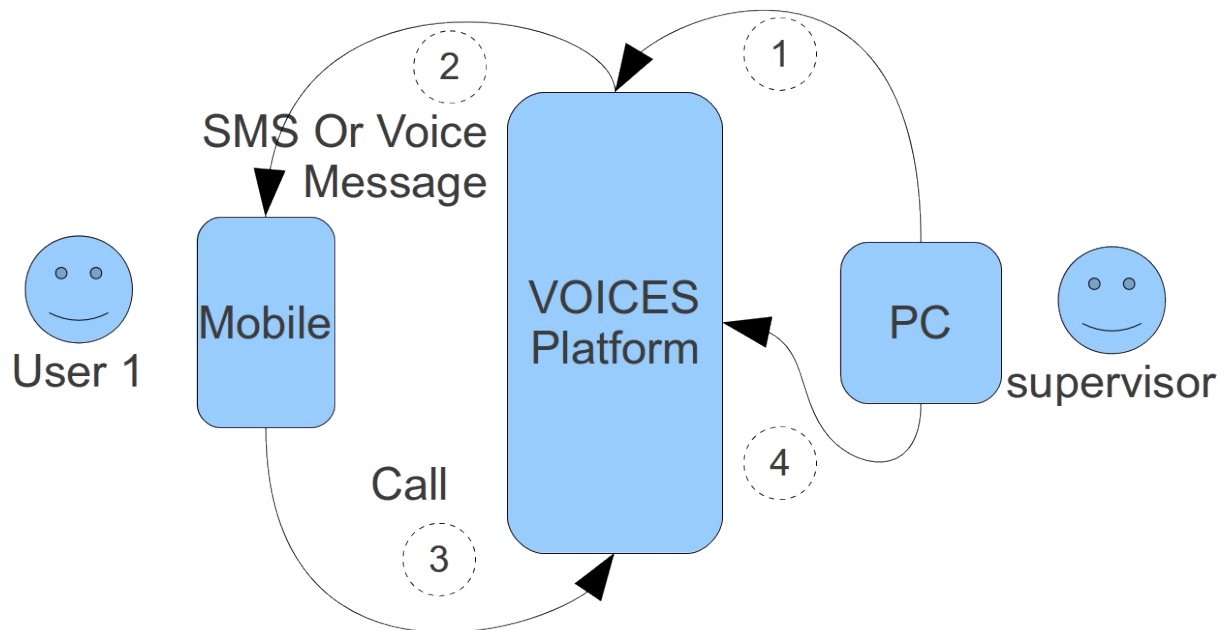 1
2
SMS Or Voice
Message
VOICES
Platform
Mobile
PC
User 1
supervisor
4
Call
3